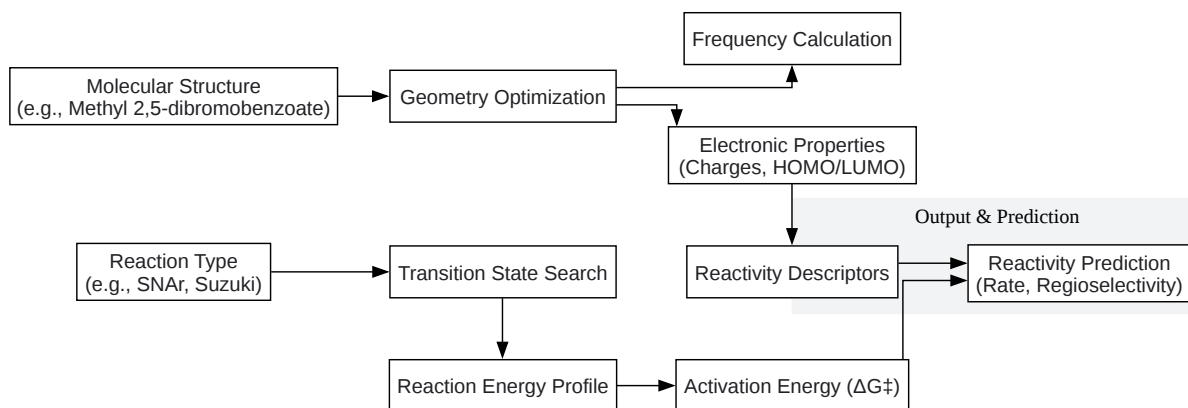 Frequency Calculation
Molecular Structure
(e.g., Methyl 2,5-dibromobenzoate)
Geometry Optimization
Electronic Properties
(Charges, HOMO/LUMO)
Output & Prediction
Reaction Type
(e.g., SNAr, Suzuki)
Transition State Search
Reactivity Descriptors
Reactivity Prediction
(Rate, Regioselectivity)
Reaction Energy Profile
Activation Energy (ΔG‡)